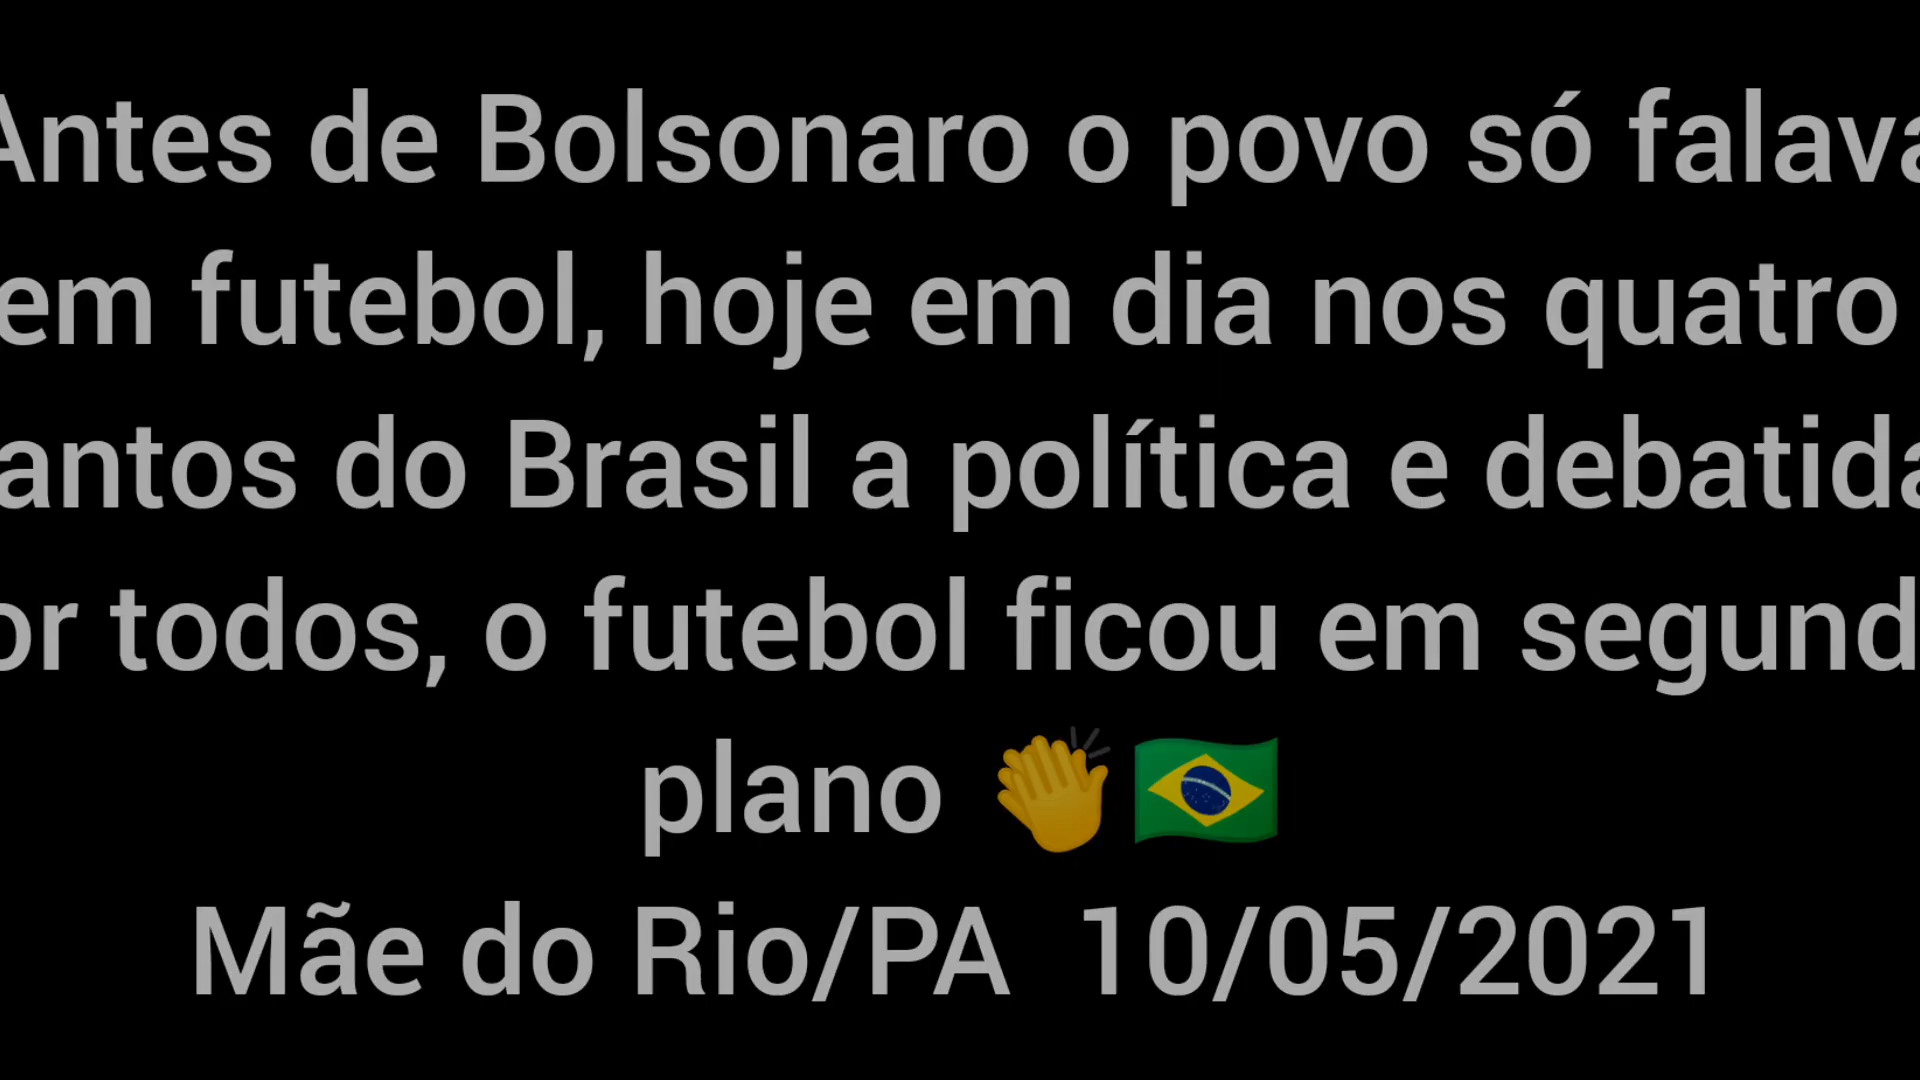 Antes de Bolsonaro o povo só falava
em futebol, hoje em dia nos quatro
antos do Brasil a política e debatida
or todos, o futebol ficou em segund
plano 👏🇧🇷
Mãe do Rio/PA 10/05/2021